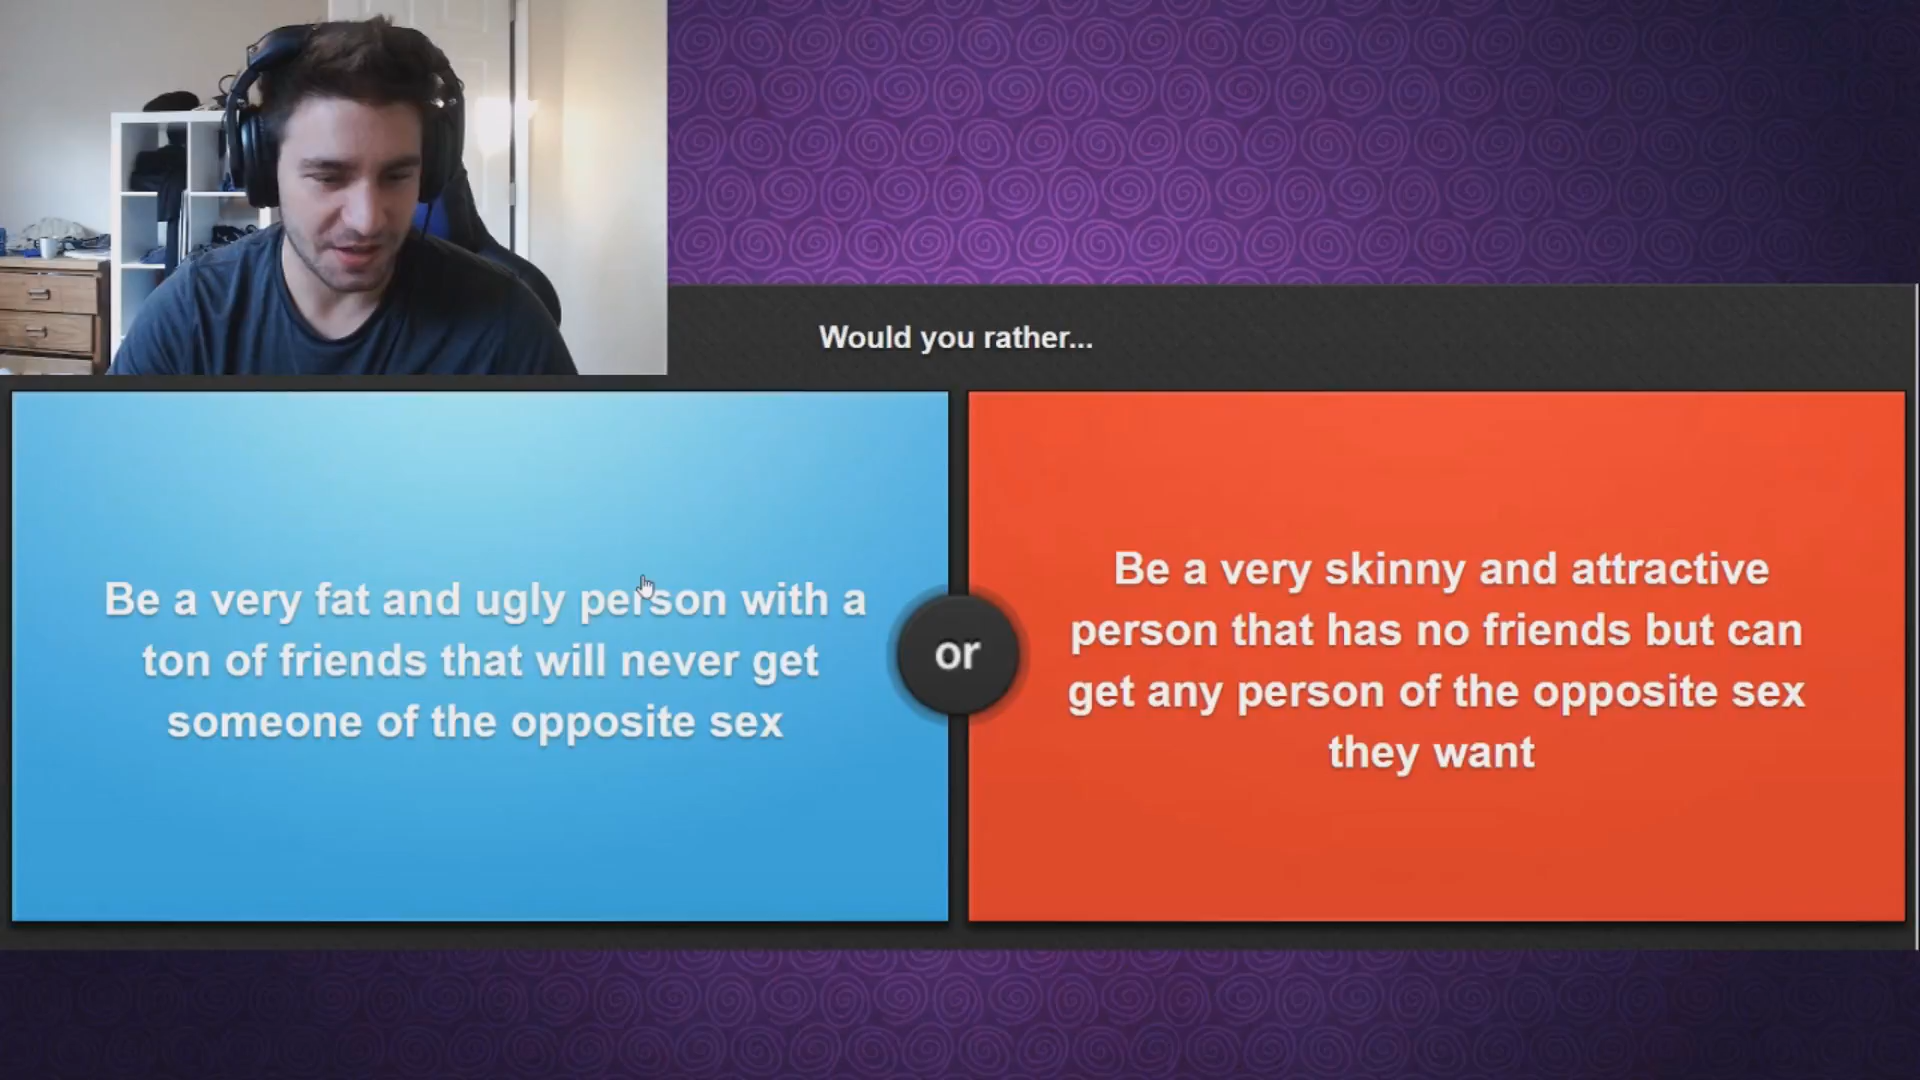 Would you rather...
Be a very fat and ugly person with a
ton of friends that will never get
someone of the opposite sex
or
Be a very skinny and attractive
person that has no friends but can
get any person of the opposite sex
they want